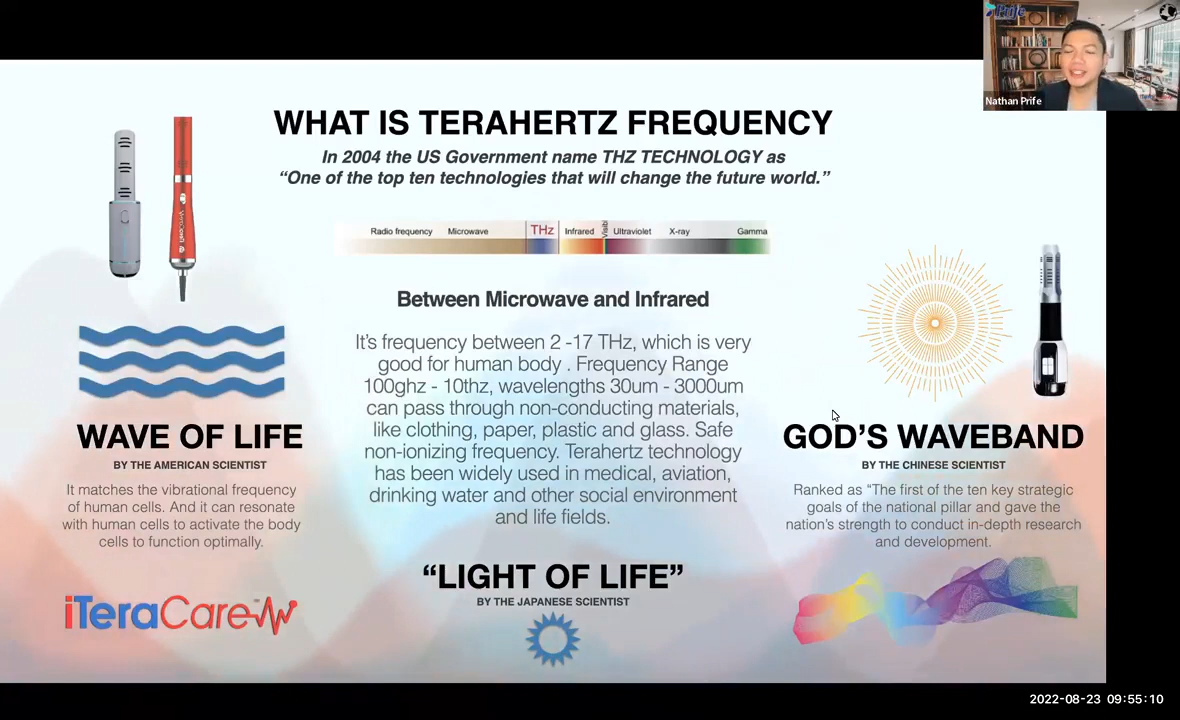 Prife
Nathan Prife
WHAT IS TERAHERTZ FREQUENCY
In 2004 the US Government name THZ TECHNOLOGY as
“One of the top ten technologies that will change the future world.”
Radio frequency Microwave THz Infrared Visibl Ultraviolet X-ray Gamma
Between Microwave and Infrared
It's frequency between 2 -17 THz, which is very
good for human body . Frequency Range
100ghz - 10thz, wavelengths 30um - 3000um
can pass through non-conducting materials,
like clothing, paper, plastic and glass. Safe
non-ionizing frequency. Terahertz technology
has been widely used in medical, aviation,
drinking water and other social environment
and life fields.
WAVE OF LIFE
BY THE AMERICAN SCIENTIST
It matches the vibrational frequency
of human cells. And it can resonate
with human cells to activate the body
cells to function optimally.
iTeraCare
“LIGHT OF LIFE”
BY THE JAPANESE SCIENTIST
GOD'S WAVEBAND
BY THE CHINESE SCIENTIST
Ranked as “The first of the ten key strategic
goals of the national pillar and gave the
nation's strength to conduct in-depth research
and development.
2022-08-23 09:55:10